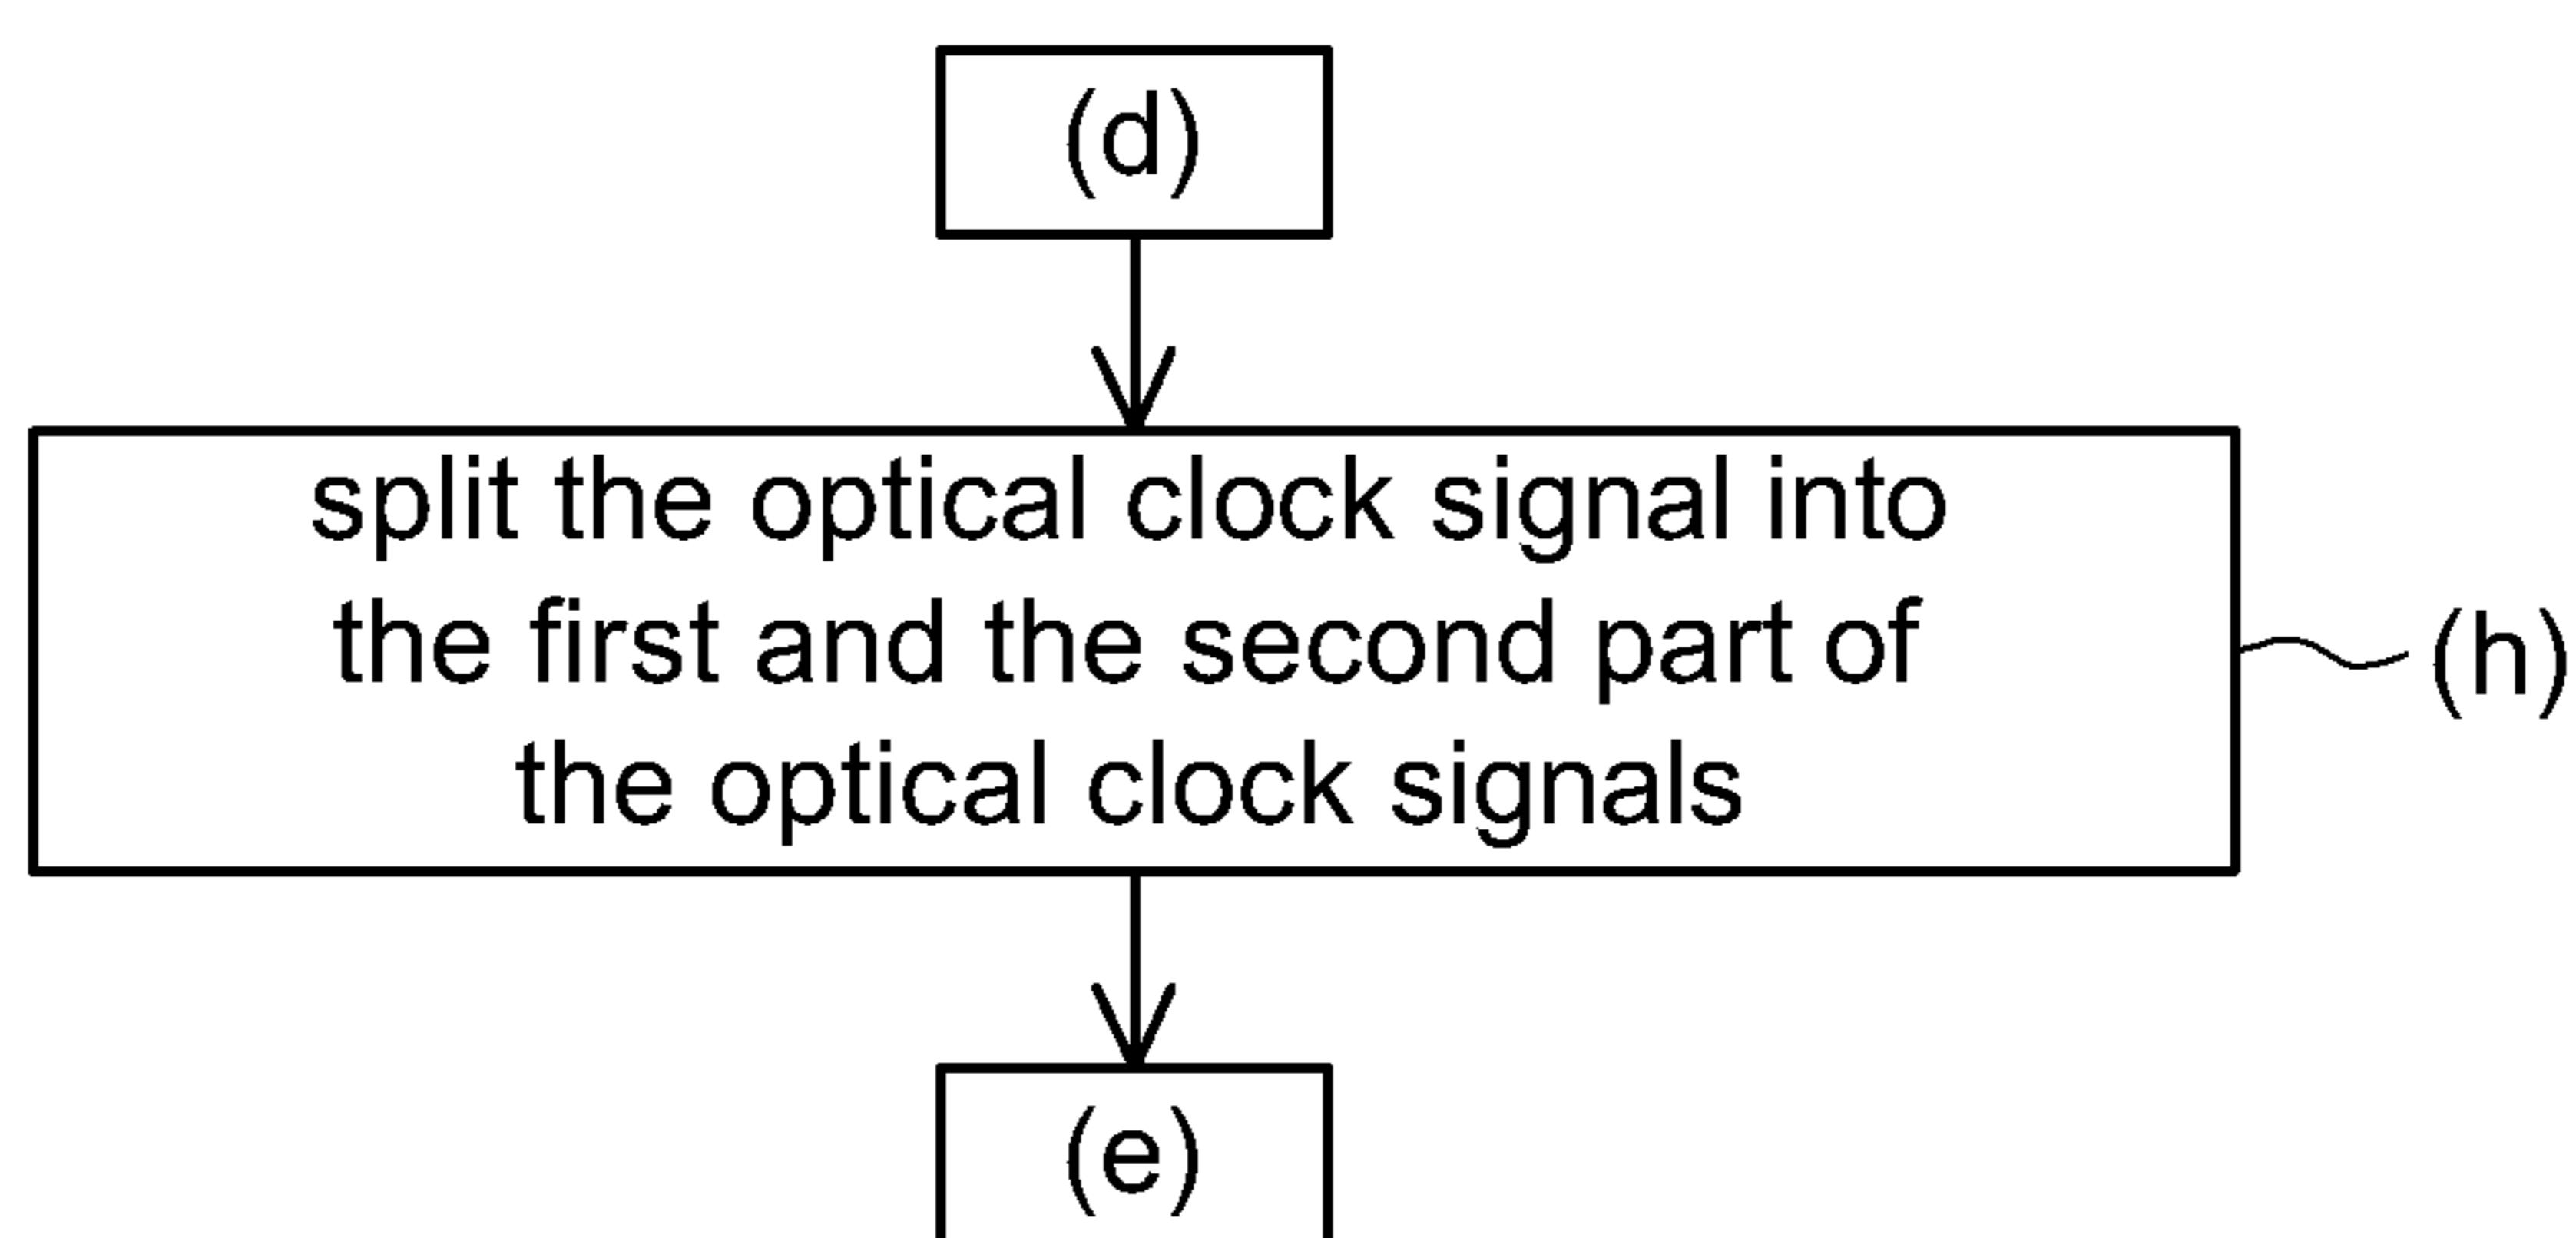 (d)
split the optical clock signal into
the first and the second part of
the optical clock signals
(h)
(e)